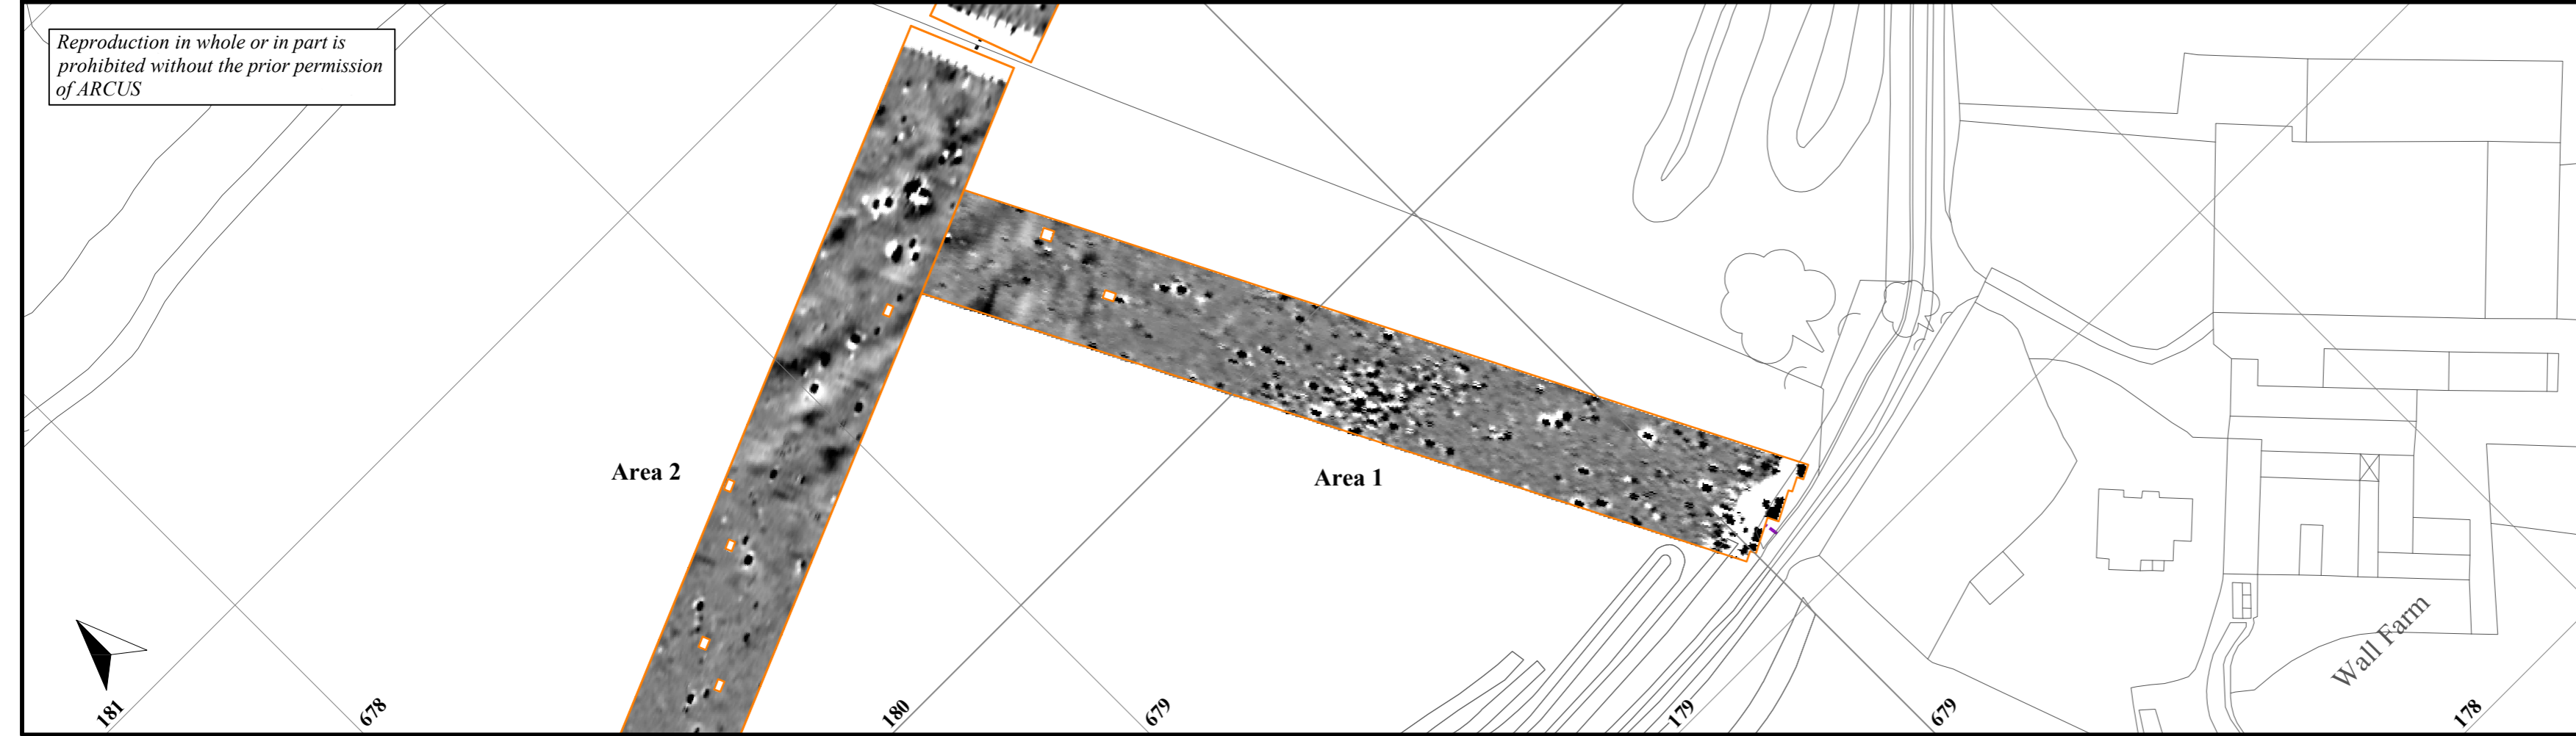 Reproduction in whole or in part is
prohibited without the prior permission
of ARCUS
Area 2
Area 1
Wall Farm
181
678
180
679
179
679
178